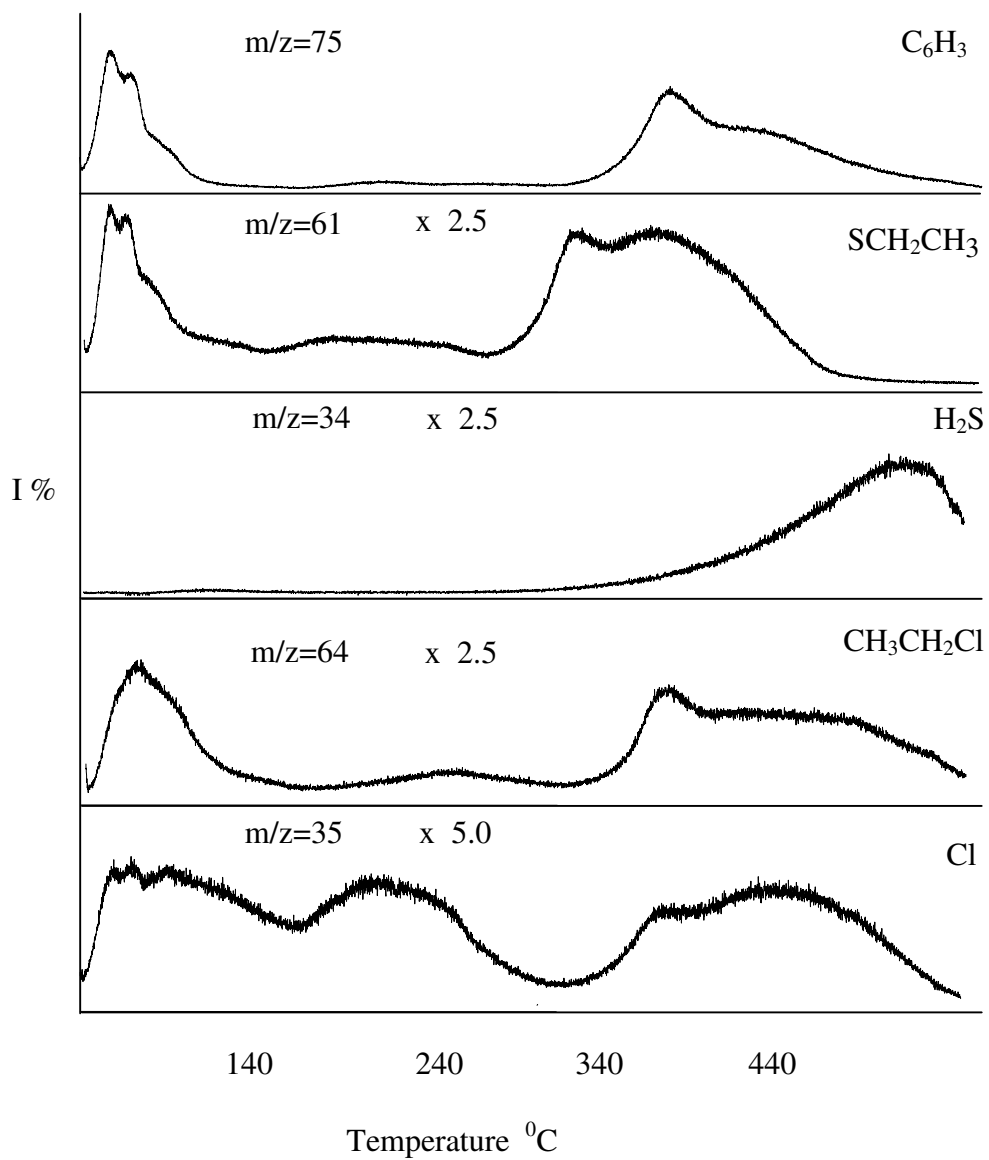 m/z=75 C₆H₃
m/z=61 x 2.5 SCH₂CH₃
m/z=34 x 2.5 H₂S
I %
m/z=64 x 2.5 CH₃CH₂Cl
m/z=35 x 5.0 Cl
140 240 340 440
Temperature ⁰C